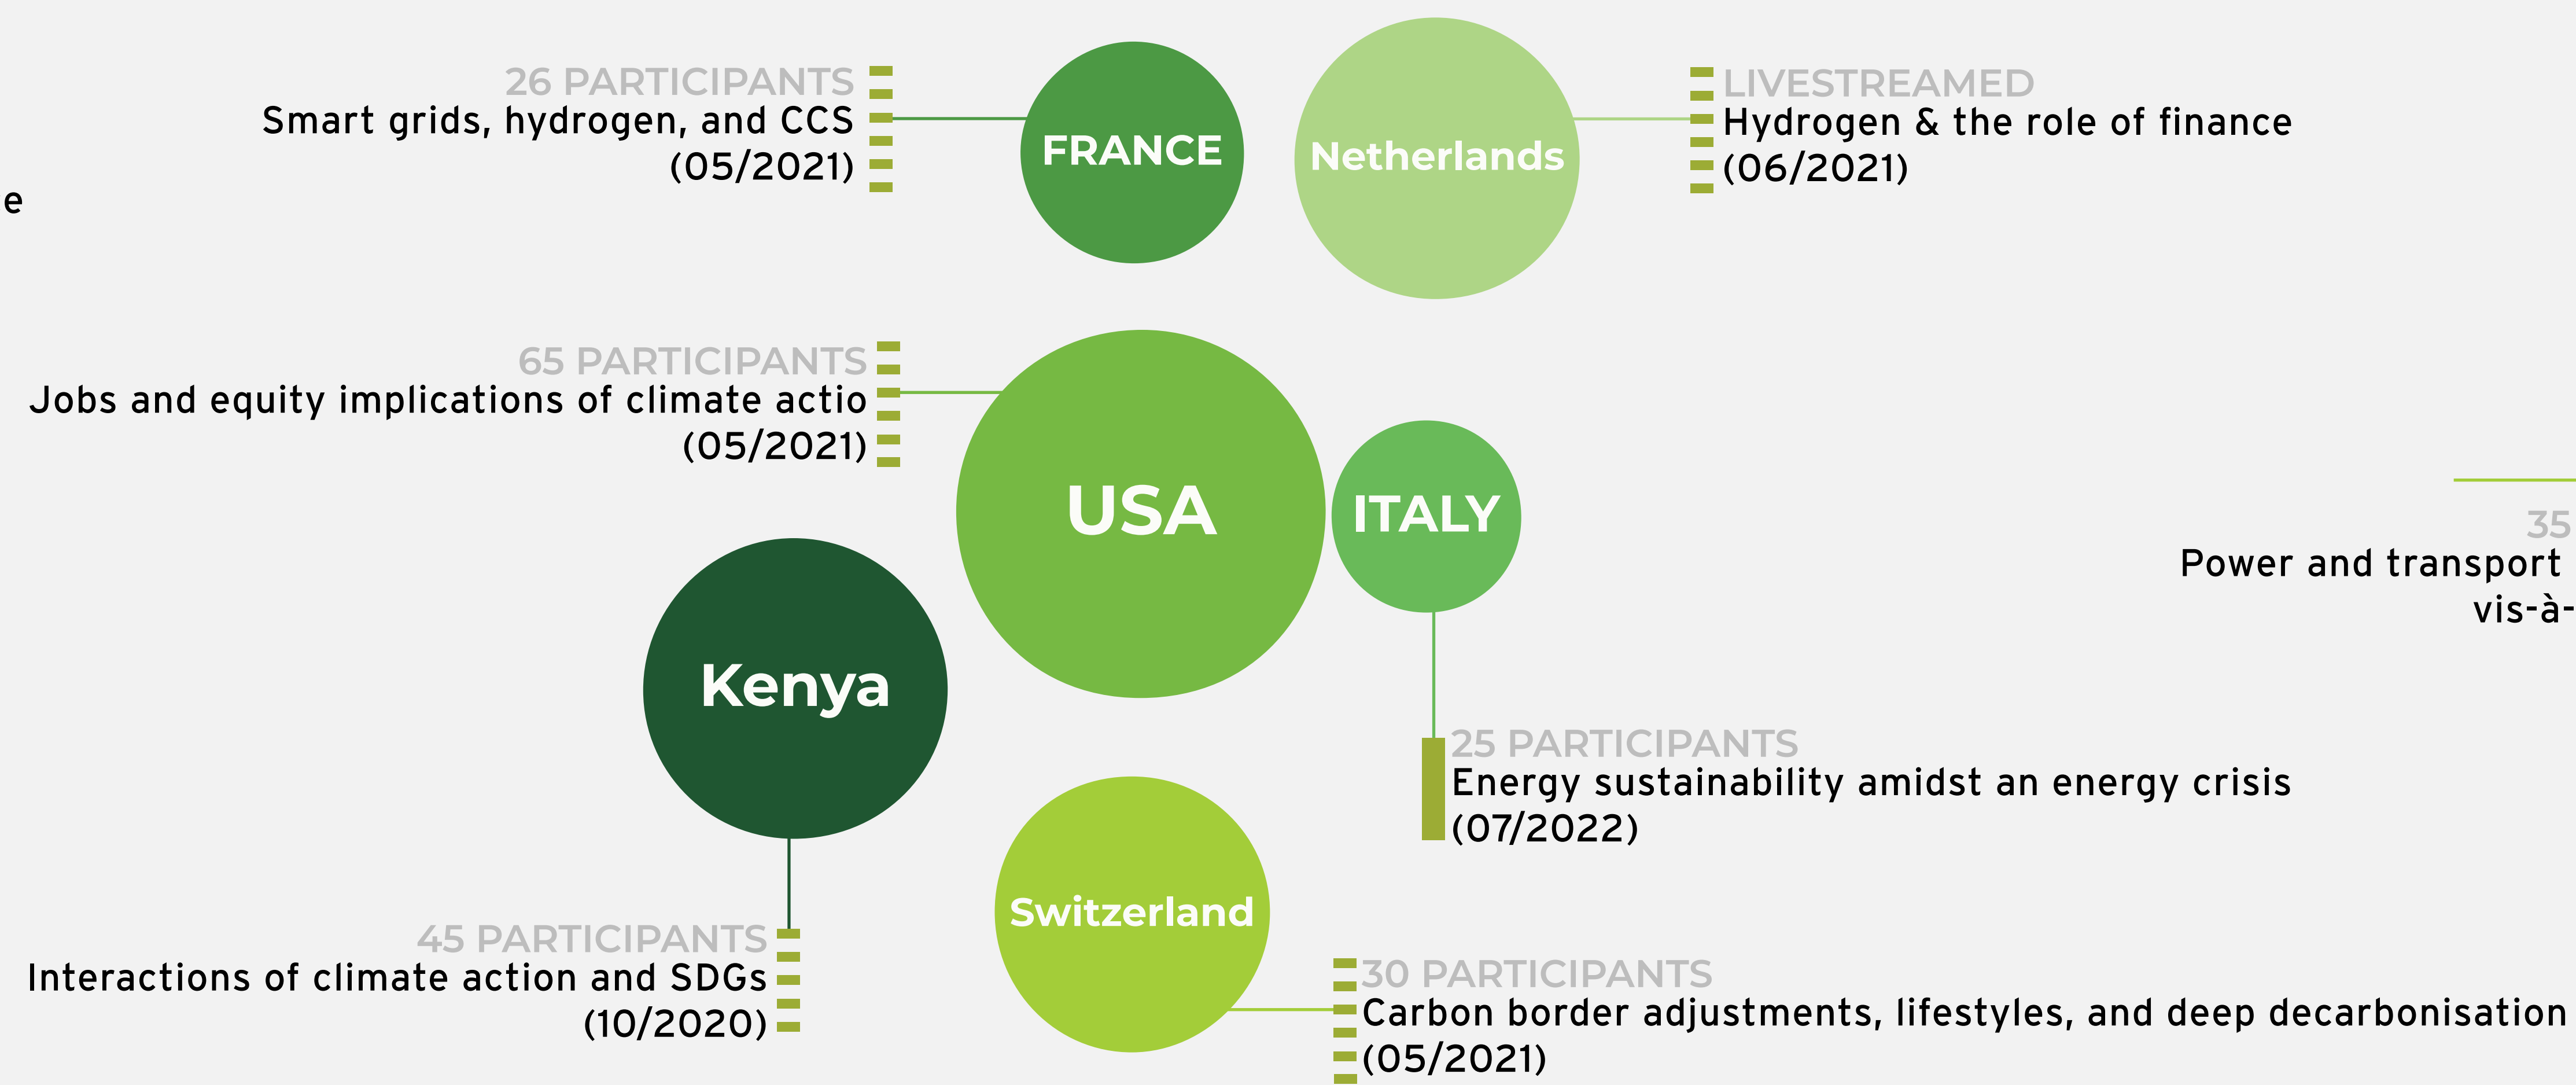 26 PARTICIPANTS
Smart grids, hydrogen, and CCS
(05/2021)
FRANCE
Netherlands
LIVESTREAMED
Hydrogen & the role of finance
(06/2021)
e
65 PARTICIPANTS
Jobs and equity implications of climate actio
(05/2021)
USA
ITALY
35
Power and transport
vis-à-
Kenya
25 PARTICIPANTS
Energy sustainability amidst an energy crisis
(07/2022)
Switzerland
45 PARTICIPANTS
Interactions of climate action and SDGs
(10/2020)
30 PARTICIPANTS
Carbon border adjustments, lifestyles, and deep decarbonisation
(05/2021)